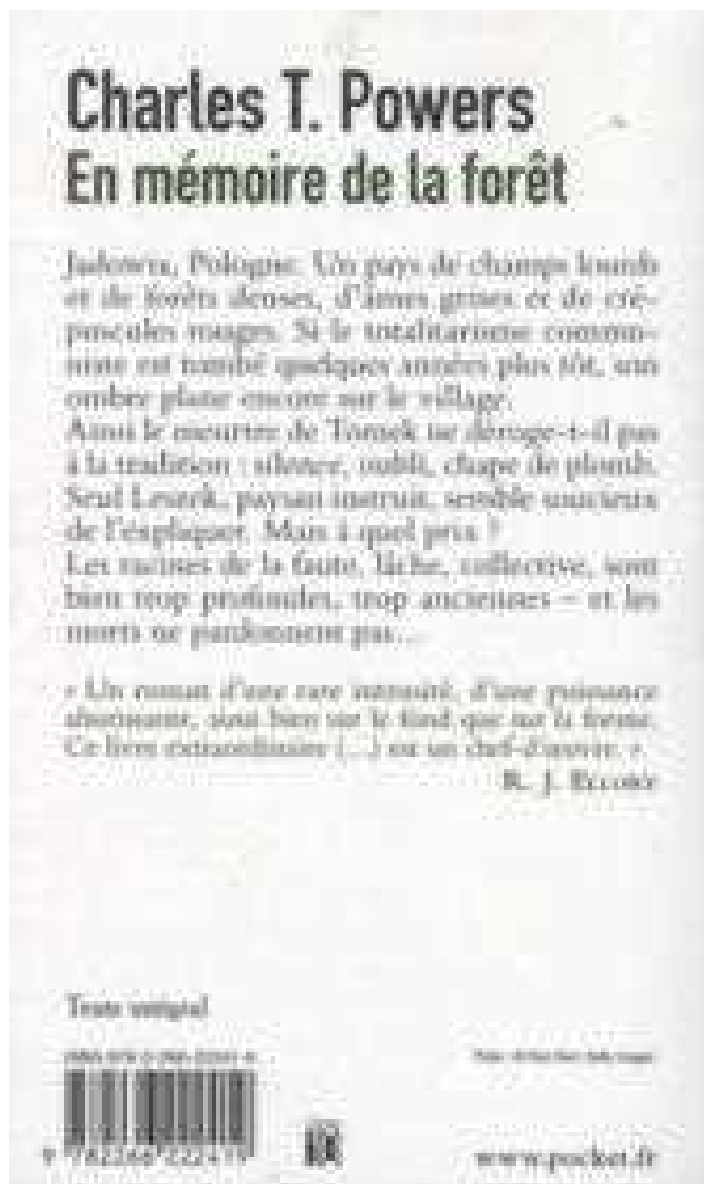 Charles T. Powers
En mémoire de la forêt
Jadowia, Pologne. Un pays de champs lourds
et de forêts denses, d'âmes grises et de cré-
puscules rouges. Si le totalitarisme commu-
niste est tombé quelques années plus tôt, son
ombre plane encore sur le village.
Ainsi le meurtre de Tomek ne déroge-t-il pas
à la tradition : silence, oubli, chape de plomb.
Seul Leszek, paysan instruit, semble soucieux
de l'expliquer. Mais à quel prix ?
Les racines de la faute, lâche, collective, sont
bien trop profondes, trop anciennes – et les
morts ne pardonnent pas...
« Un roman d'une rare intensité, d'une puissance
aussi bien sur le fond que sur la forme.
Ce livre extraordinaire (...) est un chef-d'œuvre. »
R. J. Ellory
Texte intégral
www.pocket.fr